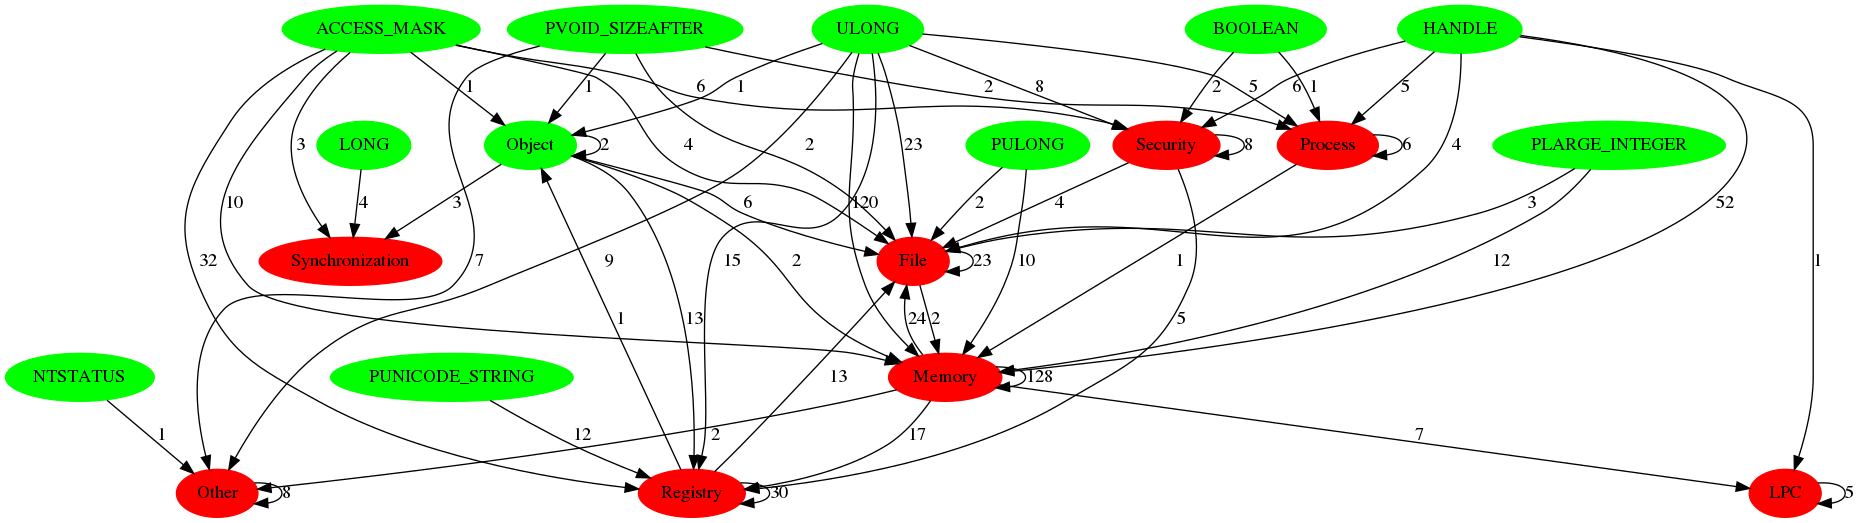 ACCESS_MASK PVOID_SIZEAFTER ULONG BOOLEAN HANDLE
1 1 1 6 2 8 5 2 1 6 5
3 LONG Object 2 4 2 23 PULONG Security 8 Process 6 4 PLARGE_INTEGER
10 4 3 6 120 2 4 3 52
Synchronization File 23
32 7 9 13 15 2 10 1 12 1
1 24 2 5
NTSTATUS PUNICODE_STRING 13 Memory 128
1 12 2 17 7
Other 8 Registry 30 LPC 5